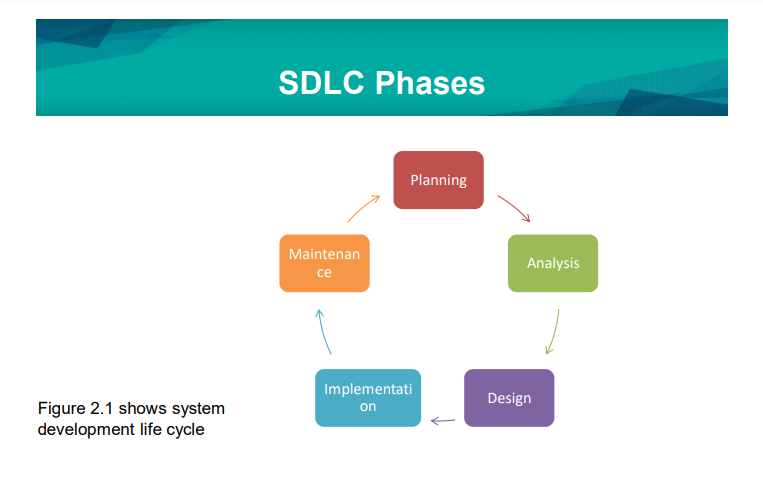 SDLC Phases
Planning
Analysis
Design
Implementati
on
Maintenan
ce
Figure 2.1 shows system
development life cycle